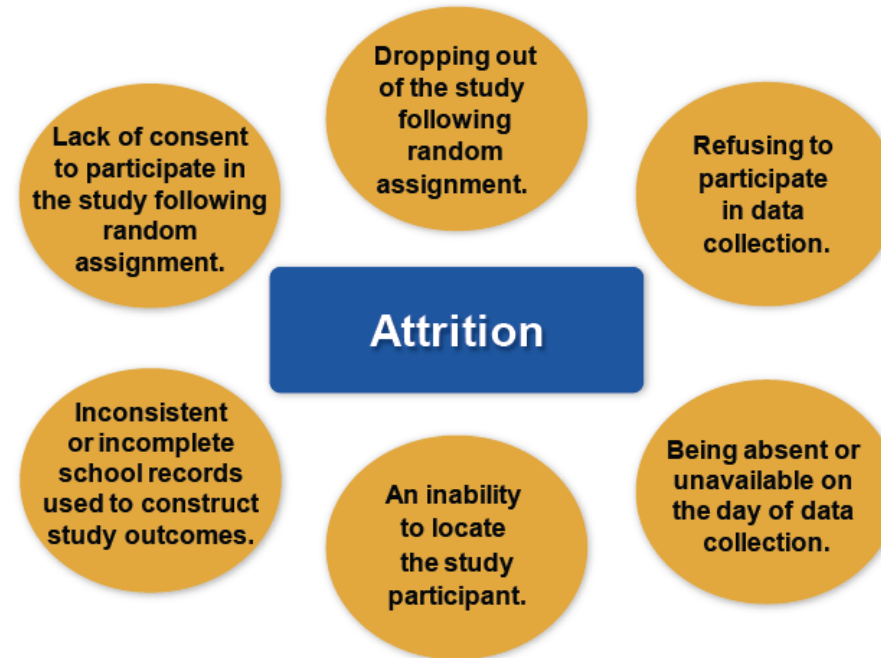 Dropping out
of the study
following
random
assignment.
Lack of consent
to participate in
the study following
random
assignment.
Refusing to
participate
in data
collection.
Attrition
Inconsistent
or incomplete
school records
used to construct
study outcomes.
An inability
to locate
the study
participant.
Being absent or
unavailable on
the day of data
collection.